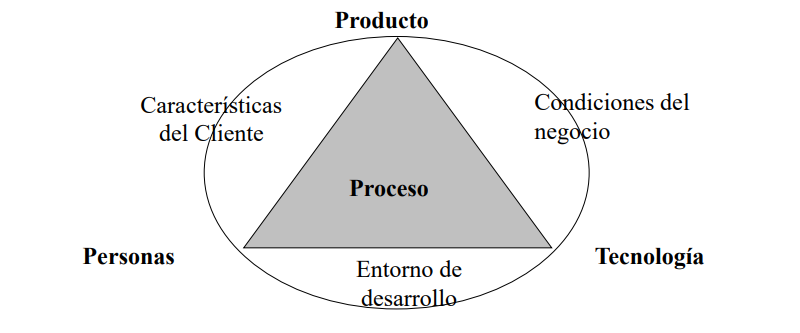 Producto
Características
del Cliente
Condiciones del
negocio
Proceso
Personas
Tecnología
Entorno de
desarrollo